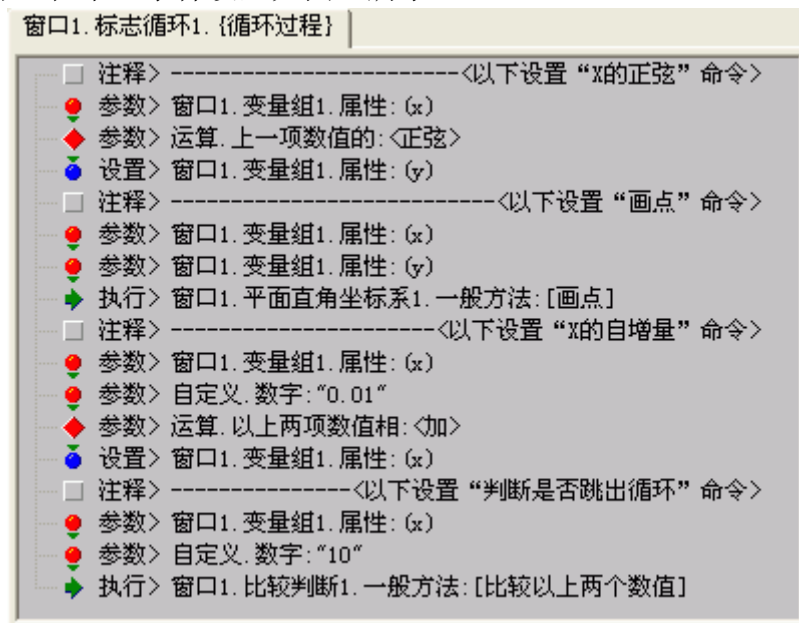 窗口1.标志循环1.{循环过程}
注释> ------------------------<以下设置“X的正弦”命令>
参数> 窗口1.变量组1.属性:(x)
参数> 运算.上一项数值的:<正弦>
设置> 窗口1.变量组1.属性:(y)
注释> ---------------------------<以下设置“画点”命令>
参数> 窗口1.变量组1.属性:(x)
参数> 窗口1.变量组1.属性:(y)
执行> 窗口1.平面直角坐标系1.一般方法:[画点]
注释> ----------------------<以下设置“X的自增量”命令>
参数> 窗口1.变量组1.属性:(x)
参数> 自定义.数字:"0.01"
参数> 运算.以上两项数值相:<加>
设置> 窗口1.变量组1.属性:(x)
注释> ---------------<以下设置“判断是否跳出循环”命令>
参数> 窗口1.变量组1.属性:(x)
参数> 自定义.数字:"10"
执行> 窗口1.比较判断1.一般方法:[比较以上两个数值]